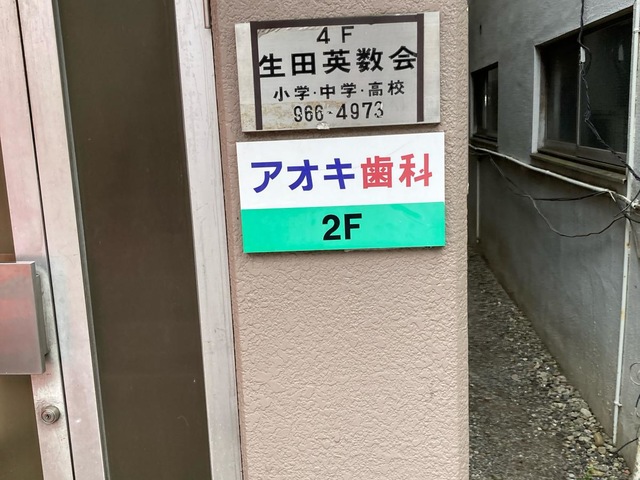 4F
生田英数会
小学・中学・高校
966-4973
アオキ歯科
2F